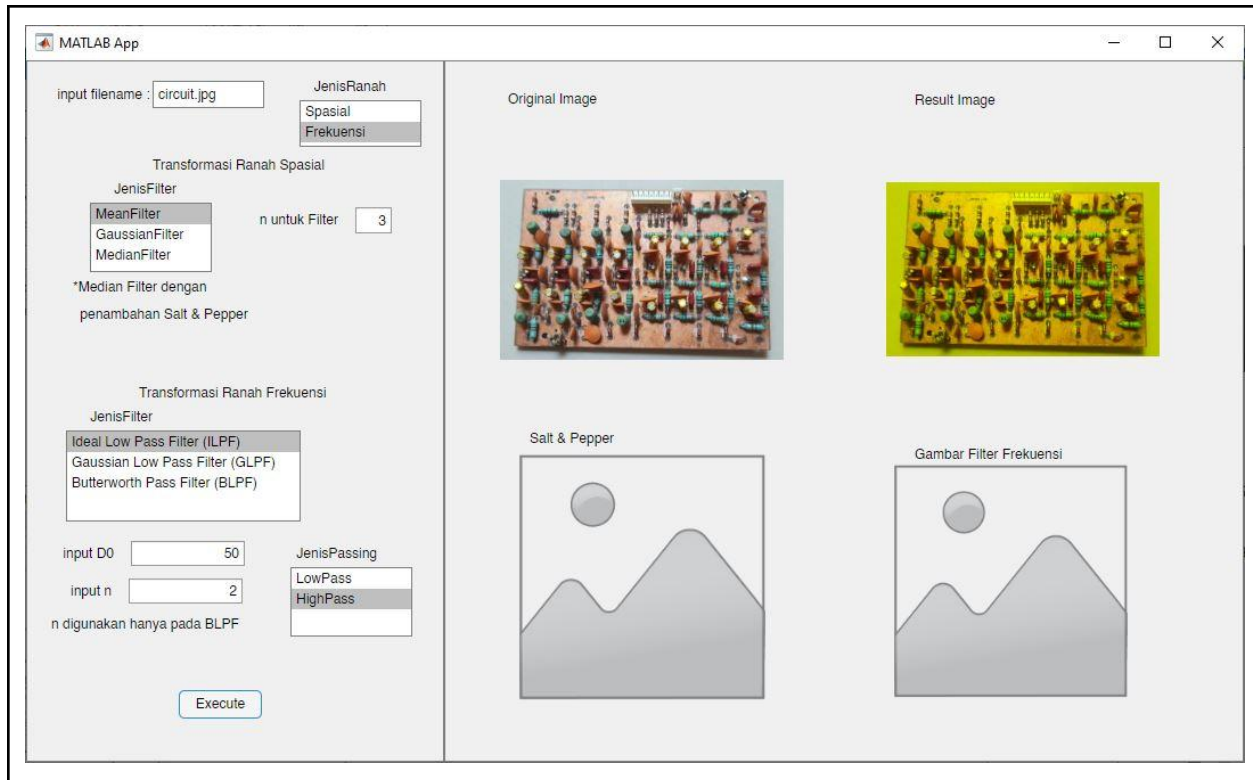 MATLAB App
input filename : circuit.jpg
JenisRanah
Spasial
Frekuensi
Transformasi Ranah Spasial
JenisFilter
MeanFilter
GaussianFilter
MedianFilter
n untuk Filter 3
*Median Filter dengan
penambahan Salt & Pepper
Transformasi Ranah Frekuensi
JenisFilter
Ideal Low Pass Filter (ILPF)
Gaussian Low Pass Filter (GLPF)
Butterworth Pass Filter (BLPF)
input D0 50
input n 2
n digunakan hanya pada BLPF
JenisPassing
LowPass
HighPass
Execute
Original Image
Result Image
Salt & Pepper
Gambar Filter Frekuensi